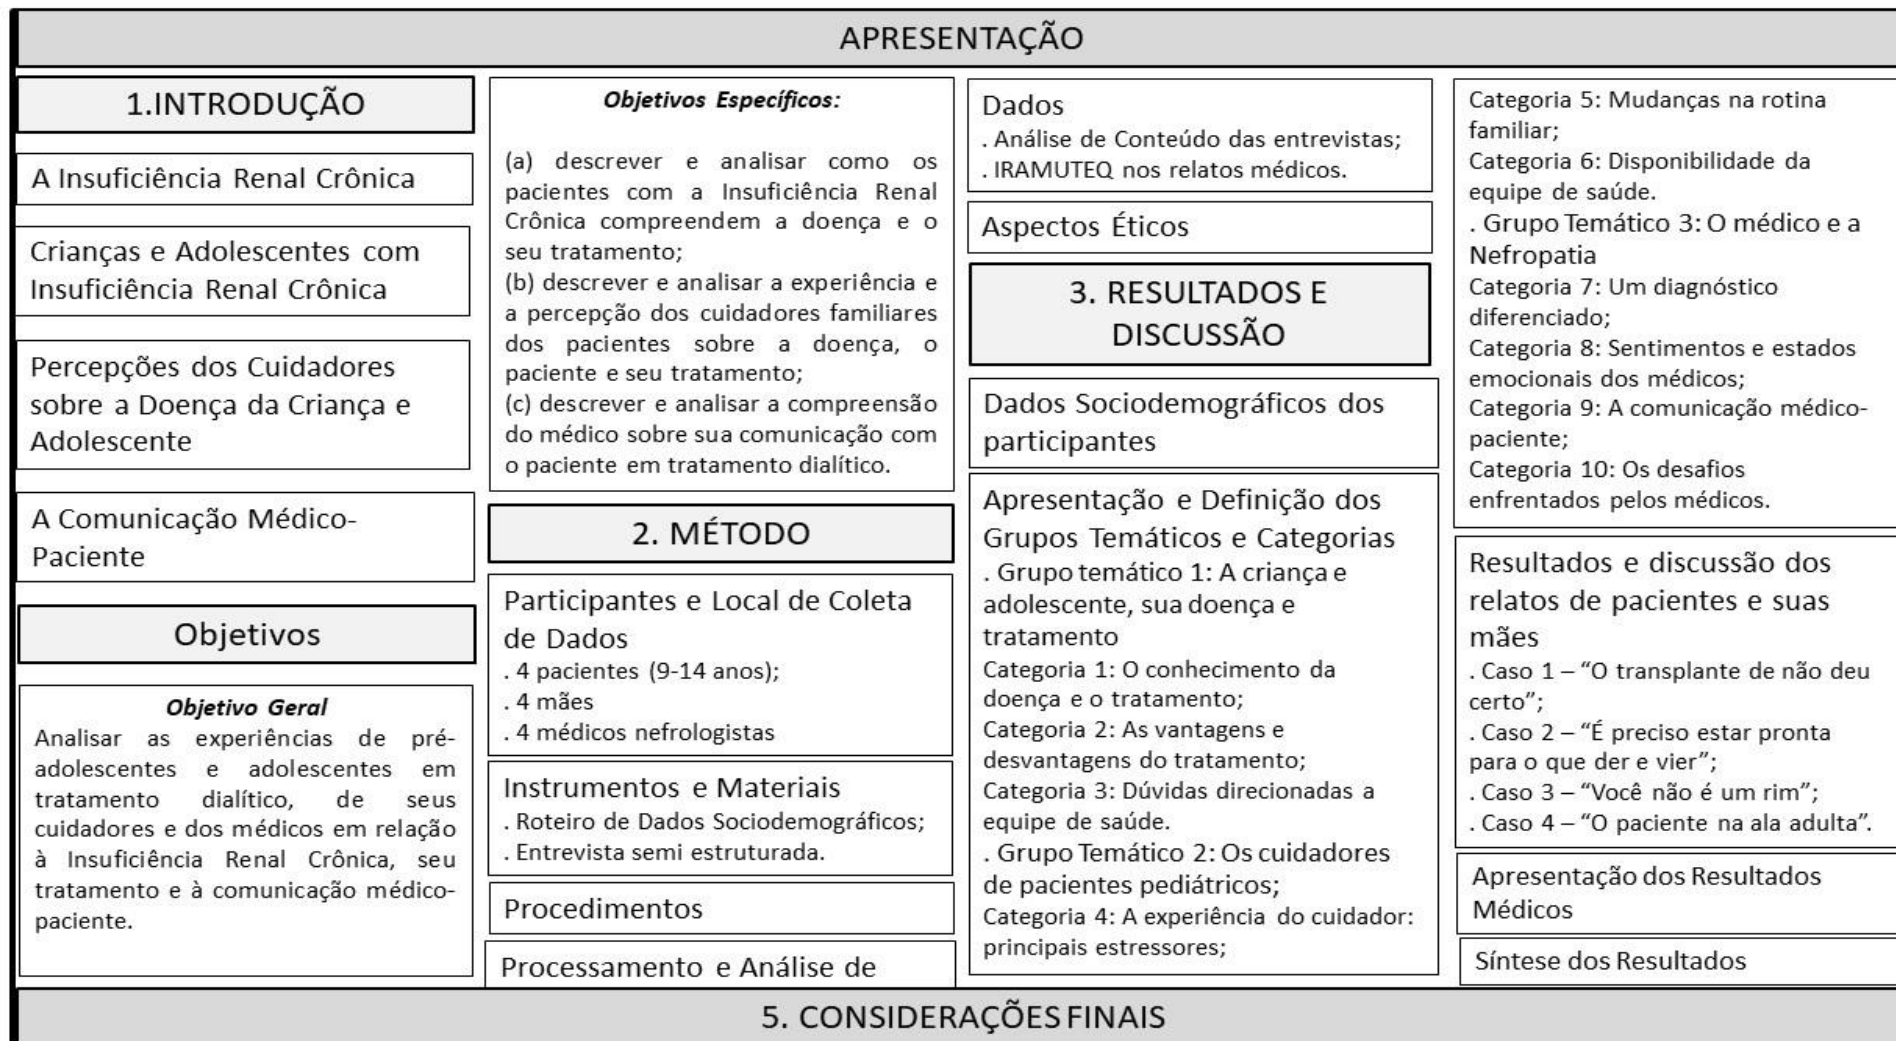 APRESENTAÇÃO
1.INTRODUÇÃO
A Insuficiência Renal Crônica
Crianças e Adolescentes com
Insuficiência Renal Crônica
Percepções dos Cuidadores
sobre a Doença da Criança e
Adolescente
A Comunicação Médico-
Paciente
Objetivos
Objetivo Geral
Analisar as experiências de pré-
adolescentes e adolescentes em
tratamento dialítico, de seus
cuidadores e dos médicos em relação
à Insuficiência Renal Crônica, seu
tratamento e à comunicação médico-
paciente.
Objetivos Específicos:
(a) descrever e analisar como os
pacientes com a Insuficiência Renal
Crônica compreendem a doença e o
seu tratamento;
(b) descrever e analisar a experiência e
a percepção dos cuidadores familiares
dos pacientes sobre a doença, o
paciente e seu tratamento;
(c) descrever e analisar a compreensão
do médico sobre sua comunicação com
o paciente em tratamento dialítico.
2. MÉTODO
Participantes e Local de Coleta
de Dados
. 4 pacientes (9-14 anos);
. 4 mães
. 4 médicos nefrologistas
Instrumentos e Materiais
. Roteiro de Dados Sociodemográficos;
. Entrevista semi estruturada.
Procedimentos
Processamento e Análise de
Dados
. Análise de Conteúdo das entrevistas;
. IRAMUTEQ nos relatos médicos.
Aspectos Éticos
3. RESULTADOS E
DISCUSSÃO
Dados Sociodemográficos dos
participantes
Apresentação e Definição dos
Grupos Temáticos e Categorias
. Grupo temático 1: A criança e
adolescente, sua doença e
tratamento
Categoria 1: O conhecimento da
doença e o tratamento;
Categoria 2: As vantagens e
desvantagens do tratamento;
Categoria 3: Dúvidas direcionadas a
equipe de saúde.
. Grupo Temático 2: Os cuidadores
de pacientes pediátricos;
Categoria 4: A experiência do cuidador:
principais estressores;
Categoria 5: Mudanças na rotina
familiar;
Categoria 6: Disponibilidade da
equipe de saúde.
. Grupo Temático 3: O médico e a
Nefropatia
Categoria 7: Um diagnóstico
diferenciado;
Categoria 8: Sentimentos e estados
emocionais dos médicos;
Categoria 9: A comunicação médico-
paciente;
Categoria 10: Os desafios
enfrentados pelos médicos.
Resultados e discussão dos
relatos de pacientes e suas
mães
. Caso 1 – “O transplante de não deu
certo”;
. Caso 2 – “É preciso estar pronta
para o que der e vier”;
. Caso 3 – “Você não é um rim”;
. Caso 4 – “O paciente na ala adulta”.
Apresentação dos Resultados
Médicos
Síntese dos Resultados
5. CONSIDERAÇÕES FINAIS